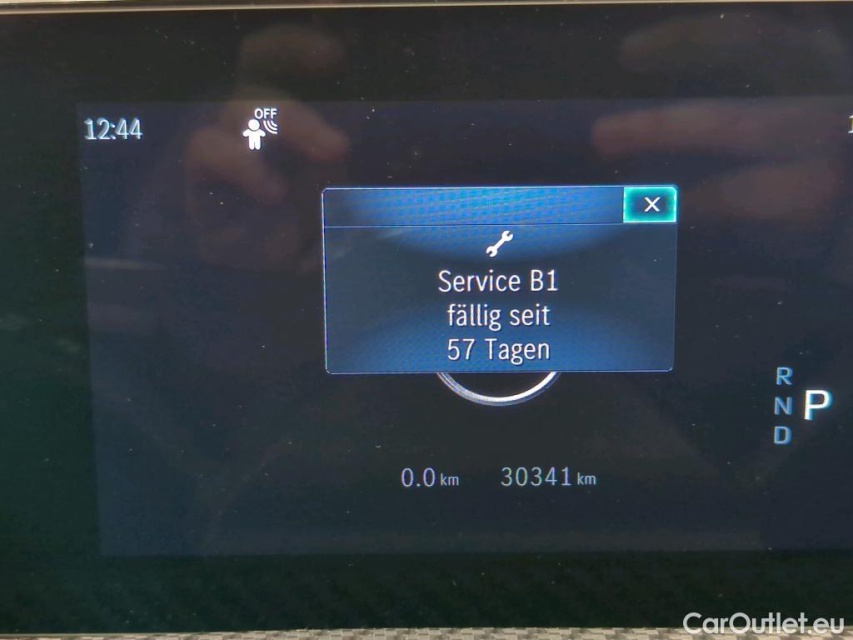 12:44
OFF
X
Service B1
fällig seit
57 Tagen
R
N
P
D
0.0 km 30341 km
CarOutlet.eu